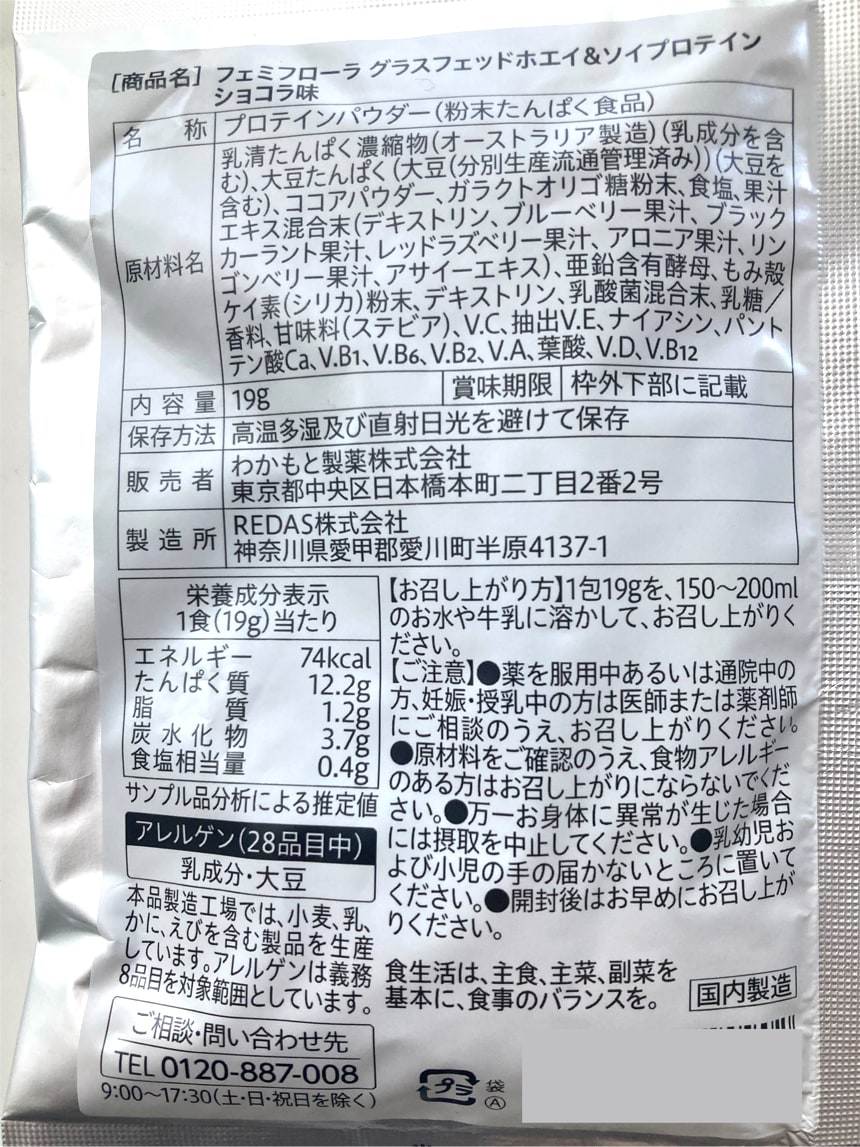 [商品名] フェミフローラ グラスフェッドホエイ&ソイプロテイン
ショコラ味
名称 プロテインパウダー(粉末たんぱく食品)
原材料名
乳清たんぱく濃縮物(オーストラリア製造)(乳成分を含
む)、大豆たんぱく(大豆(分別生産流通管理済み))(大豆を
含む)、ココアパウダー、ガラクトオリゴ糖粉末、食塩、果汁
エキス混合末(デキストリン、ブルーベリー果汁、ブラック
カーラント果汁、レッドラズベリー果汁、アロニア果汁、リン
ゴンベリー果汁、アサイーエキス)、亜鉛含有酵母、もみ殻
ケイ素(シリカ)粉末、デキストリン、乳酸菌混合末、乳糖/
香料、甘味料(ステビア)、V.C、抽出V.E、ナイアシン、パント
テン酸Ca、V.B1、V.B6、V.B2、V.A、葉酸、V.D、V.B12
内容量 19g 賞味期限 枠外下部に記載
保存方法 高温多湿及び直射日光を避けて保存
販売者 わかもと製薬株式会社
東京都中央区日本橋本町二丁目2番2号
製造所 REDAS株式会社
神奈川県愛甲郡愛川町半原4137-1
栄養成分表示
1食(19g)当たり
エネルギー 74kcal
たんぱく質 12.2g
脂質 1.2g
炭水化物 3.7g
食塩相当量 0.4g
サンプル品分析による推定値
アレルゲン(28品目中)
乳成分・大豆
本品製造工場では、小麦、乳、
かに、えびを含む製品を生産
しています。アレルゲンは義務
8品目を対象範囲としています。
ご相談・問い合わせ先
TEL 0120-887-008
9:00〜17:30(土・日・祝日を除く)
【お召し上がり方】1包19gを、150〜200ml
のお水や牛乳に溶かして、お召し上がりく
ださい。
【ご注意】●薬を服用中あるいは通院中の
方、妊娠・授乳中の方は医師または薬剤師
にご相談のうえ、お召し上がりください。
●原材料をご確認のうえ、食物アレルギー
のある方はお召し上がりにならないでくだ
さい。●万一お身体に異常が生じた場合
には摂取を中止してください。●乳幼児お
よび小児の手の届かないところに置いて
ください。●開封後はお早めにお召し上が
りください。
食生活は、主食、主菜、副菜を
基本に、食事のバランスを。
国内製造
プラ 袋
Ⓐ